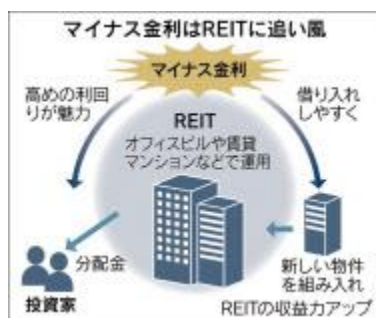 マイナス金利はREITに追い風
マイナス金利
高めの利回
りが魅力
借り入れ
しやすく
REIT
オフィスビルや賃貸
マンションなどで運用
分配金
投資家
新しい物件
を組み入れ
REITの収益力アップ